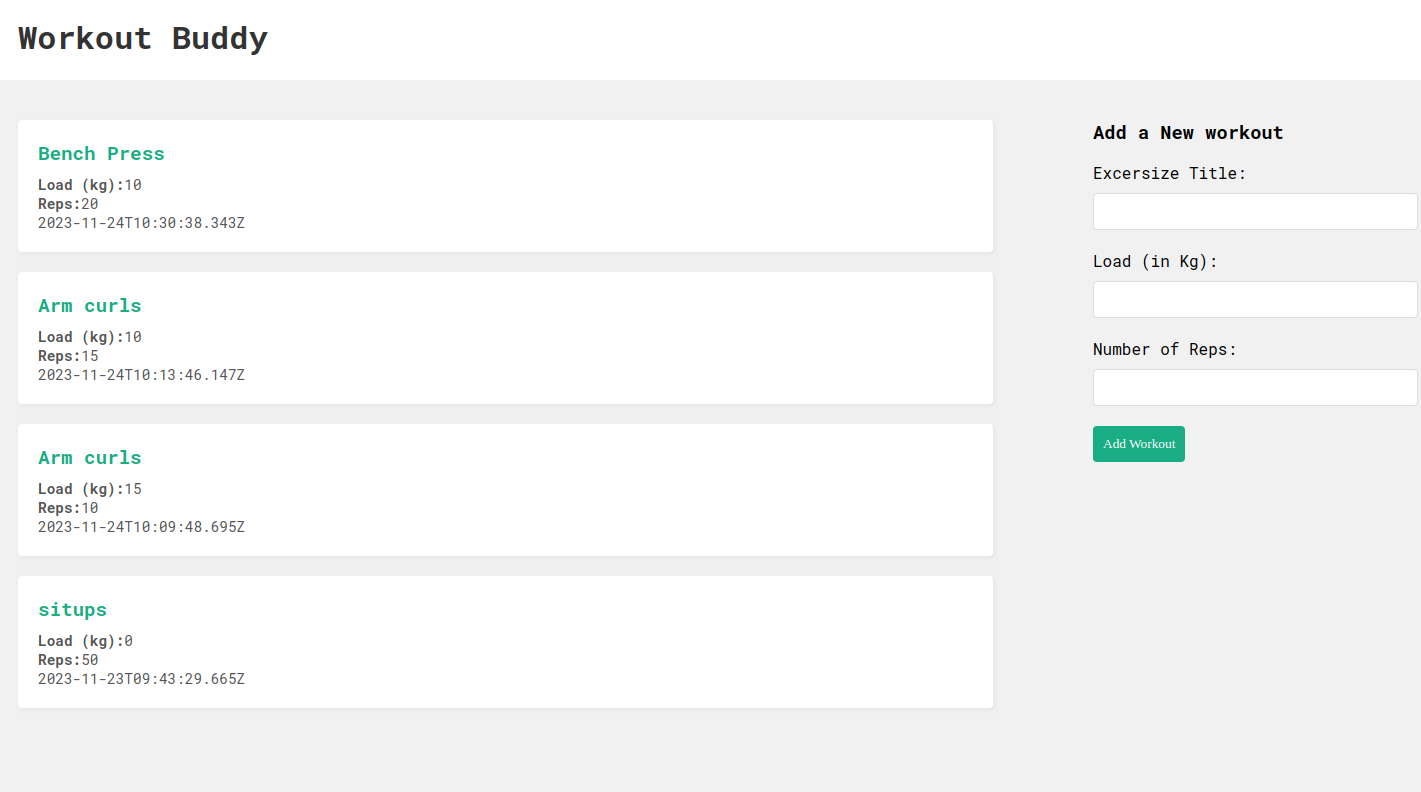 Workout Buddy
Bench Press
Load (kg):10
Reps:20
2023-11-24T10:30:38.343Z
Arm curls
Load (kg):10
Reps:15
2023-11-24T10:13:46.147Z
Arm curls
Load (kg):15
Reps:10
2023-11-24T10:09:48.695Z
situps
Load (kg):0
Reps:50
2023-11-23T09:43:29.665Z
Add a New workout
Excersize Title:
Load (in Kg):
Number of Reps:
Add Workout